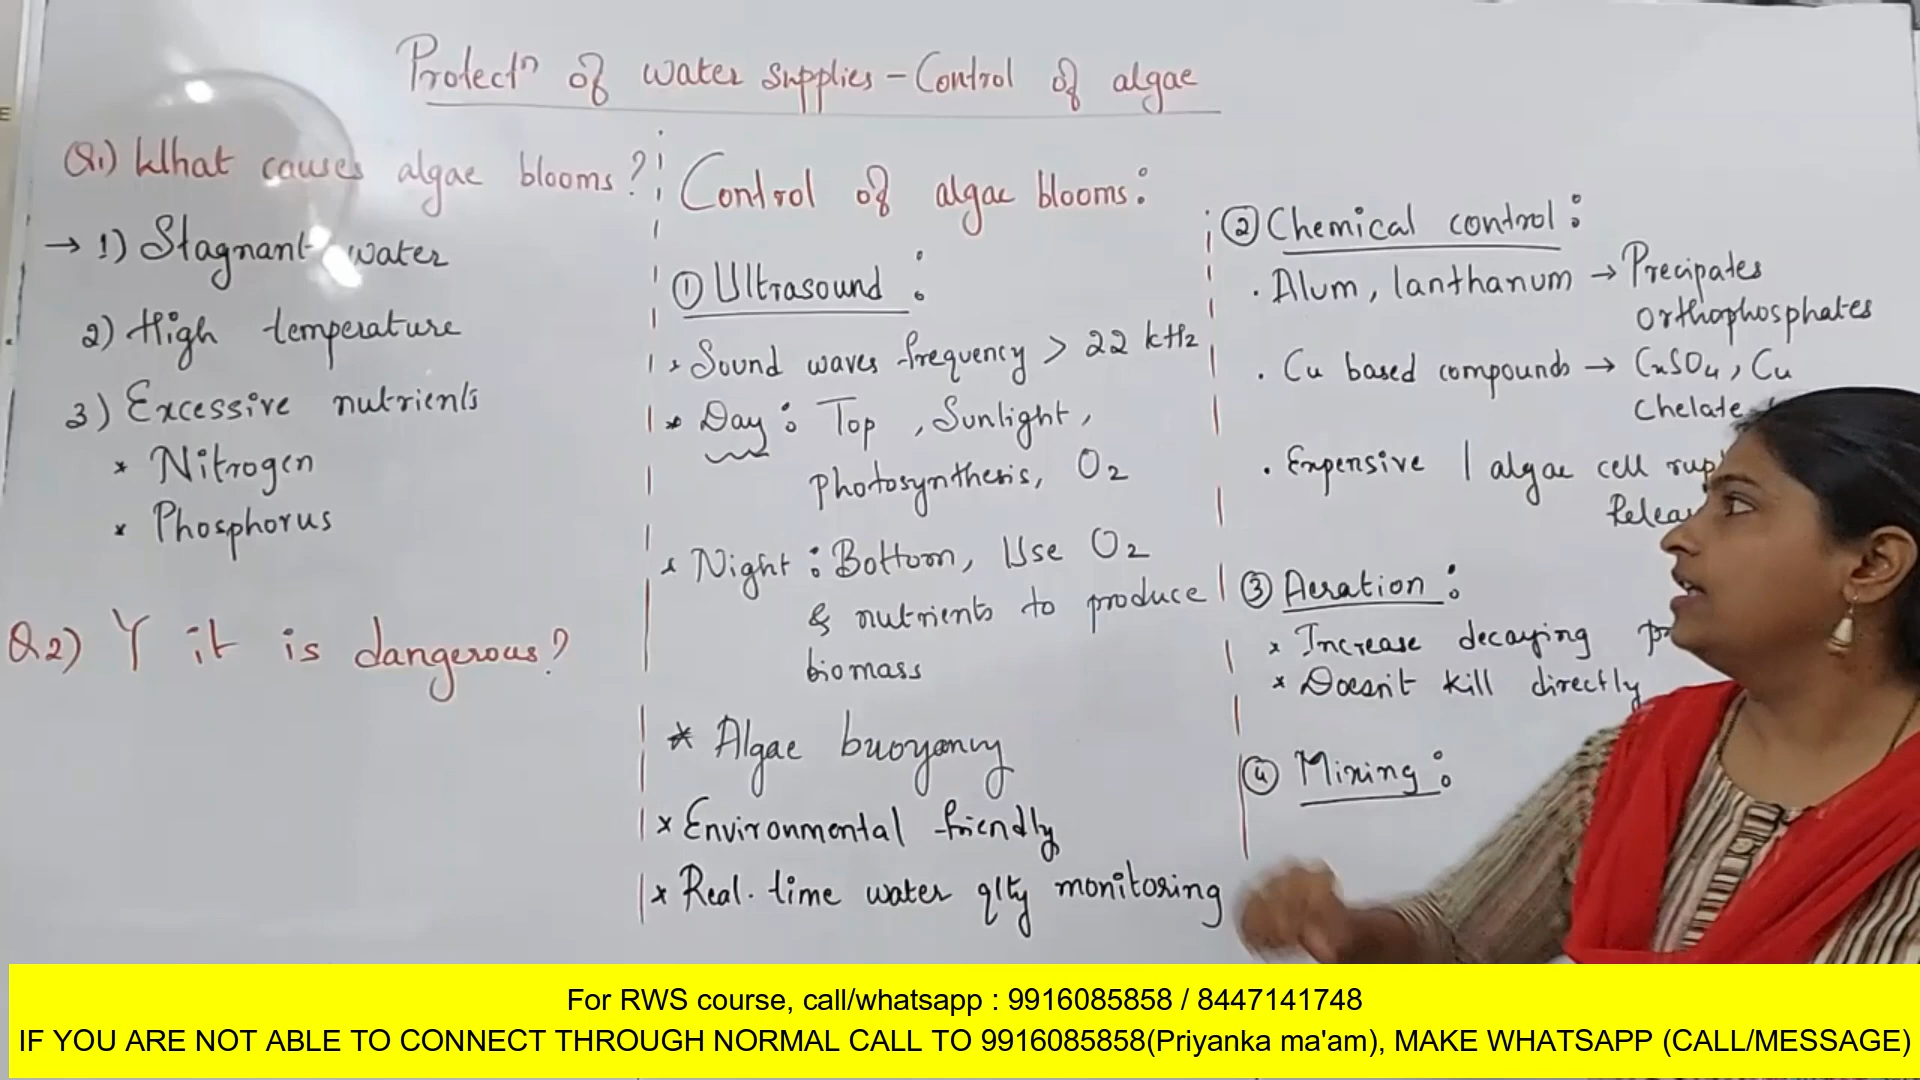 Protectn of water supplies - Control of algae
Q.1) What causes algae blooms?
→ 1) Stagnant water
2) High temperature
3) Excessive nutrients
* Nitrogen
* Phosphorus
Q.2) Y it is dangerous?
Control of algae blooms:
① Ultrasound :
* Sound waves frequency > 22 kHz
* Day : Top , Sunlight ,
Photosynthesis, O2
* Night : Bottom, Use O2
& nutrients to produce
biomass
* Algae buoyancy
* Environmental friendly
* Real-time water qlty monitoring
② Chemical control :
. Alum, lanthanum → Precipates
Orthophosphates
. Cu based compounds → CuSO4, Cu
Chelate
. Expensive | algae cell
③ Aeration :
* Increase decaying
* Doesn't kill directly
④ Mixing :
For RWS course, call/whatsapp : 9916085858 / 8447141748
IF YOU ARE NOT ABLE TO CONNECT THROUGH NORMAL CALL TO 9916085858(Priyanka ma'am), MAKE WHATSAPP (CALL/MESSAGE)